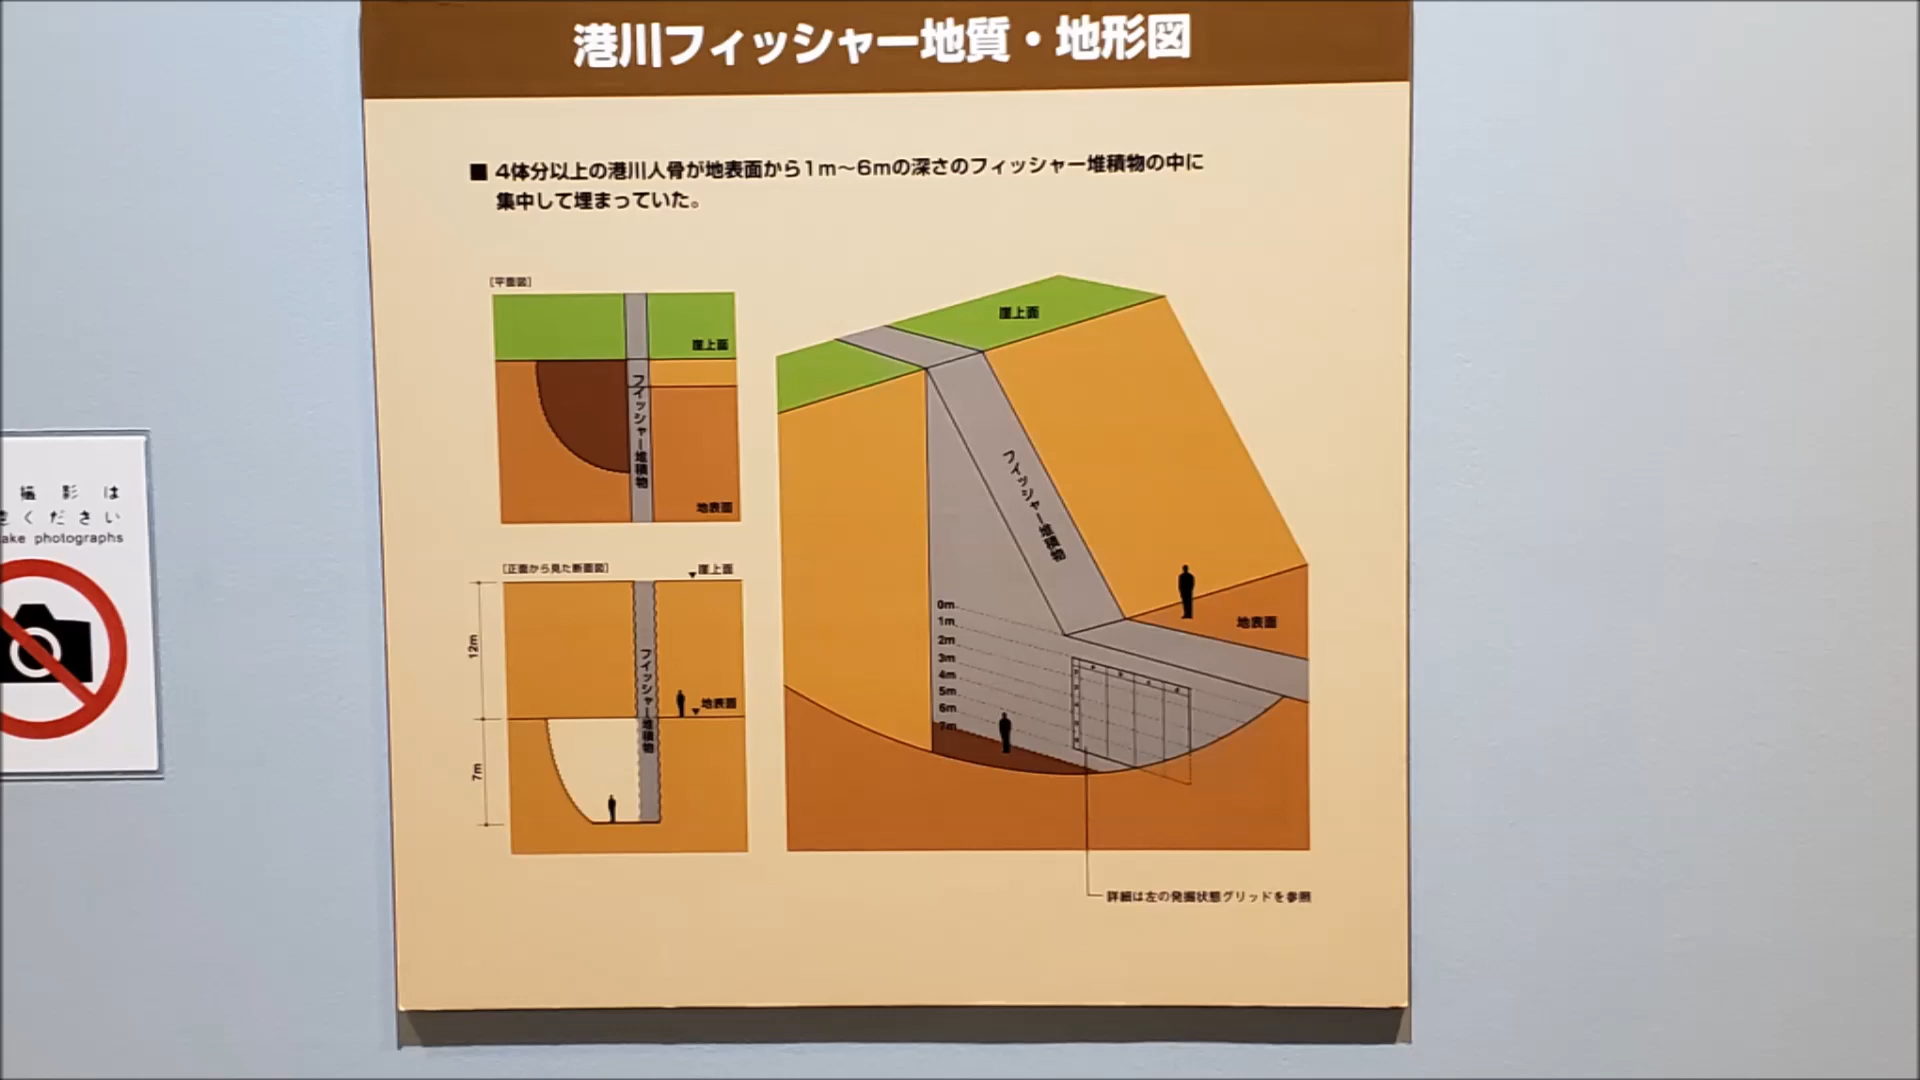 港川フィッシャー地質・地形図
■ 4体分以上の港川人骨が地表面から1m～6mの深さのフィッシャー堆積物の中に
集中して埋まっていた。
[平面図]
崖上面
フィッシャー堆積物
地表面
[正面から見た断面図]
崖上面
12m
フィッシャー堆積物
地表面
7m
崖上面
フィッシャー堆積物
地表面
0m
1m
2m
3m
4m
5m
6m
7m
詳細は左の発掘状態グリッドを参照
撮影は
ください
photographs